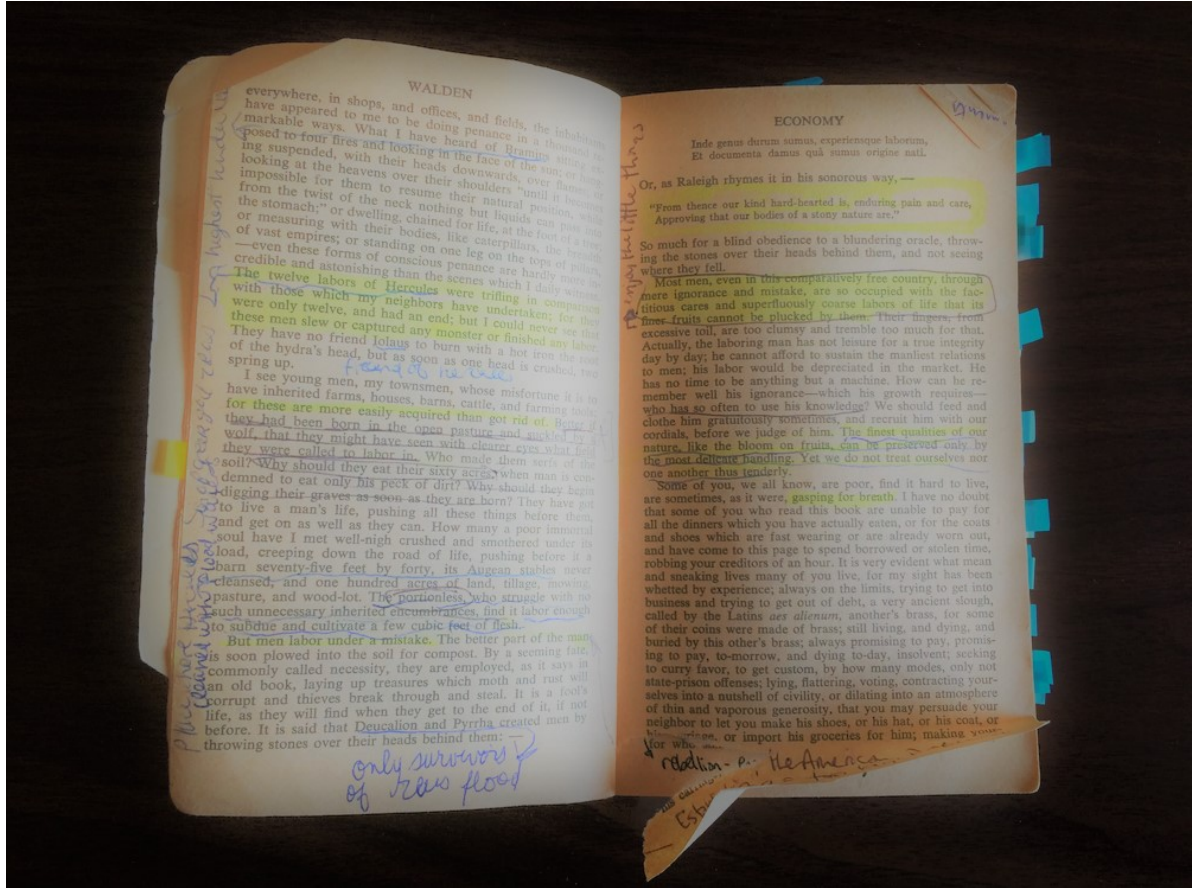 WALDEN
everywhere, in shops, and offices, and fields, the inhabitants
have appeared to me to be doing penance in a thousand re-
markable ways. What I have heard of Bramins sitting ex-
posed to four fires and looking in the face of the sun; or hang-
ing suspended, with their heads downwards, over flames; or
looking at the heavens over their shoulders "until it becomes
impossible for them to resume their natural position, while
from the twist of the neck nothing but liquids can pass into
the stomach;" or dwelling, chained for life, at the foot of a tree;
or measuring with their bodies, like caterpillars, the breadth
of vast empires; or standing on one leg on the tops of pillars,
—even these forms of conscious penance are hardly more in-
credible and astonishing than the scenes which I daily witness.
The twelve labors of Hercules were trifling in comparison
with those which my neighbors have undertaken; for they
were only twelve, and had an end; but I could never see that
these men slew or captured any monster or finished any labor.
They have no friend Iolaus to burn with a hot iron the root
of the hydra's head, but as soon as one head is crushed, two
spring up.
friend of hercules
I see young men, my townsmen, whose misfortune it is to
have inherited farms, houses, barns, cattle, and farming tools;
for these are more easily acquired than got rid of. Better if
they had been born in the open pasture and suckled by a
wolf, that they might have seen with clearer eyes what field
they were called to labor in. Who made them serfs of the
soil? Why should they eat their sixty acres, when man is con-
demned to eat only his peck of dirt? Why should they begin
digging their graves as soon as they are born? They have got
to live a man's life, pushing all these things before them,
and get on as well as they can. How many a poor immortal
soul have I met well-nigh crushed and smothered under its
load, creeping down the road of life, pushing before it a
barn seventy-five feet by forty, its Augean stables never
cleansed, and one hundred acres of land, tillage, mowing,
pasture, and wood-lot. The portionless, who struggle with no
such unnecessary inherited encumbrances, find it labor enough
to subdue and cultivate a few cubic feet of flesh.
But men labor under a mistake. The better part of the man
is soon plowed into the soil for compost. By a seeming fate,
commonly called necessity, they are employed, as it says in
an old book, laying up treasures which moth and rust will
corrupt and thieves break through and steal. It is a fool's
life, as they will find when they get to the end of it, if not
before. It is said that Deucalion and Pyrrha created men by
throwing stones over their heads behind them:—
only survivors
of zeus flood
ECONOMY
Inde genus durum sumus, experiensque laborum,
Et documenta damus quâ simus origine nati.
Or, as Raleigh rhymes it in his sonorous way,—
"From thence our kind hard-hearted is, enduring pain and care,
Approving that our bodies of a stony nature are."
So much for a blind obedience to a blundering oracle, throw-
ing the stones over their heads behind them, and not seeing
where they fell.
enjoy the little things
Most men, even in this comparatively free country, through
mere ignorance and mistake, are so occupied with the fac-
titious cares and superfluously coarse labors of life that its
finer fruits cannot be plucked by them. Their fingers, from
excessive toil, are too clumsy and tremble too much for that.
Actually, the laboring man has not leisure for a true integrity
day by day; he cannot afford to sustain the manliest relations
to men; his labor would be depreciated in the market. He
has no time to be anything but a machine. How can he re-
member well his ignorance—which his growth requires—
who has so often to use his knowledge? We should feed and
clothe him gratuitously sometimes, and recruit him with our
cordials, before we judge of him. The finest qualities of our
nature, like the bloom on fruits, can be preserved only by
the most delicate handling. Yet we do not treat ourselves nor
one another thus tenderly.
Some of you, we all know, are poor, find it hard to live,
are sometimes, as it were, gasping for breath. I have no doubt
that some of you who read this book are unable to pay for
all the dinners which you have actually eaten, or for the coats
and shoes which are fast wearing or are already worn out,
and have come to this page to spend borrowed or stolen time,
robbing your creditors of an hour. It is very evident what mean
and sneaking lives many of you live, for my sight has been
whetted by experience; always on the limits, trying to get into
business and trying to get out of debt, a very ancient slough,
called by the Latins aes alienum, another's brass, for some
of their coins were made of brass; still living, and dying, and
buried by this other's brass; always promising to pay, promis-
ing to pay, to-morrow, and dying to-day, insolvent; seeking
to curry favor, to get custom, by how many modes, only not
state-prison offenses; lying, flattering, voting, contracting your-
selves into a nutshell of civility, or dilating into an atmosphere
of thin and vaporous generosity, that you may persuade your
neighbor to let you make his shoes, or his hat, or his coat, or
or import his groceries for him; making your-
for who
rebellion- The America